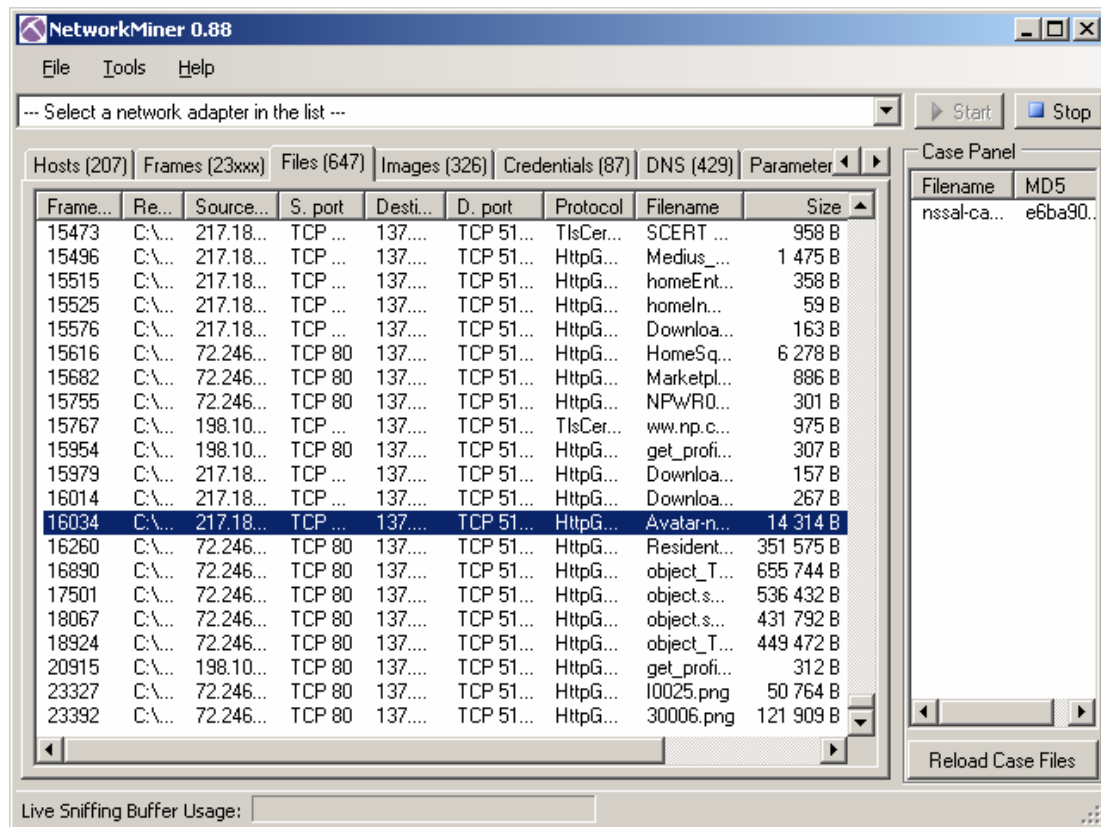 NetworkMiner 0.88
File Tools Help
--- Select a network adapter in the list --- Start Stop
Hosts (207) Frames (23xxx) Files (647) Images (326) Credentials (87) DNS (429) Parameter
Case Panel
Filename MD5
nssal-ca... e6ba90...
Frame... Re... Source... S. port Desti... D. port Protocol Filename Size
15473 C:\... 217.18... TCP ... 137.... TCP 51... TlsCer... SCERT ... 958 B
15496 C:\... 217.18... TCP ... 137.... TCP 51... HttpG... Medius_... 1 475 B
15515 C:\... 217.18... TCP ... 137.... TCP 51... HttpG... homeEnt... 358 B
15525 C:\... 217.18... TCP ... 137.... TCP 51... HttpG... homeIn... 59 B
15576 C:\... 217.18... TCP ... 137.... TCP 51... HttpG... Downloa... 163 B
15616 C:\... 72.246... TCP 80 137.... TCP 51... HttpG... HomeSq... 6 278 B
15682 C:\... 72.246... TCP 80 137.... TCP 51... HttpG... Marketpl... 886 B
15755 C:\... 72.246... TCP 80 137.... TCP 51... HttpG... NPWR0... 301 B
15767 C:\... 198.10... TCP ... 137.... TCP 51... TlsCer... ww.np.c... 975 B
15954 C:\... 198.10... TCP 80 137.... TCP 51... HttpG... get_profi... 307 B
15979 C:\... 217.18... TCP ... 137.... TCP 51... HttpG... Downloa... 157 B
16014 C:\... 217.18... TCP ... 137.... TCP 51... HttpG... Downloa... 267 B
16034 C:\... 217.18... TCP ... 137.... TCP 51... HttpG... Avatar-n... 14 314 B
16260 C:\... 72.246... TCP 80 137.... TCP 51... HttpG... Resident... 351 575 B
16890 C:\... 72.246... TCP 80 137.... TCP 51... HttpG... object_T... 655 744 B
17501 C:\... 72.246... TCP 80 137.... TCP 51... HttpG... object.s... 536 432 B
18067 C:\... 72.246... TCP 80 137.... TCP 51... HttpG... object.s... 431 792 B
18924 C:\... 72.246... TCP 80 137.... TCP 51... HttpG... object_T... 449 472 B
20915 C:\... 198.10... TCP 80 137.... TCP 51... HttpG... get_profi... 312 B
23327 C:\... 72.246... TCP 80 137.... TCP 51... HttpG... I0025.png 50 764 B
23392 C:\... 72.246... TCP 80 137.... TCP 51... HttpG... 30006.png 121 909 B
Reload Case Files
Live Sniffing Buffer Usage: